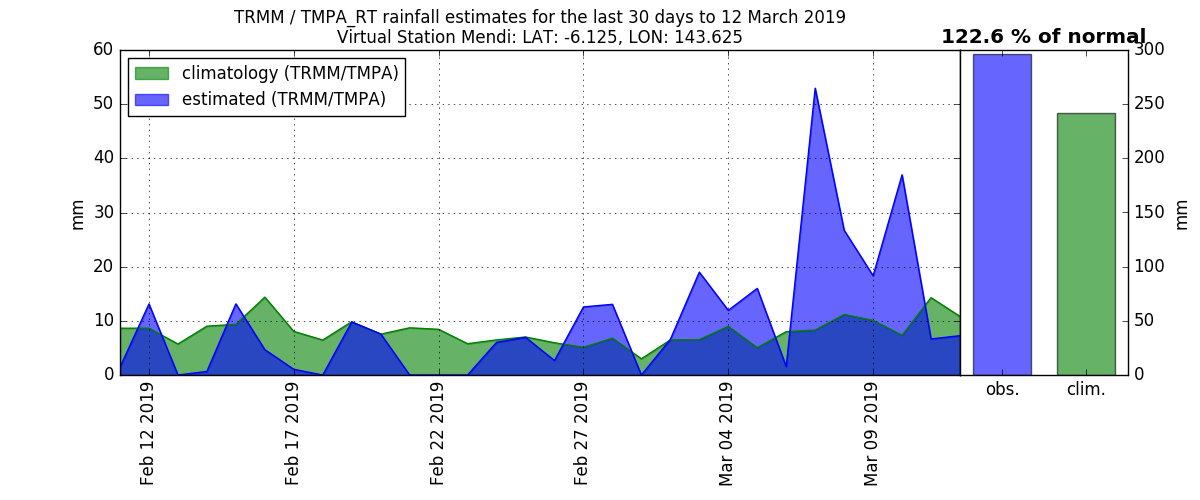 TRMM / TMPA_RT rainfall estimates for the last 30 days to 12 March 2019
Virtual Station Mendi: LAT: -6.125, LON: 143.625
122.6 % of normal
climatology (TRMM/TMPA)
estimated (TRMM/TMPA)
60
50
40
30
20
10
0
mm
300
250
200
150
100
50
0
mm
Feb 12 2019
Feb 17 2019
Feb 22 2019
Feb 27 2019
Mar 04 2019
Mar 09 2019
obs.
clim.